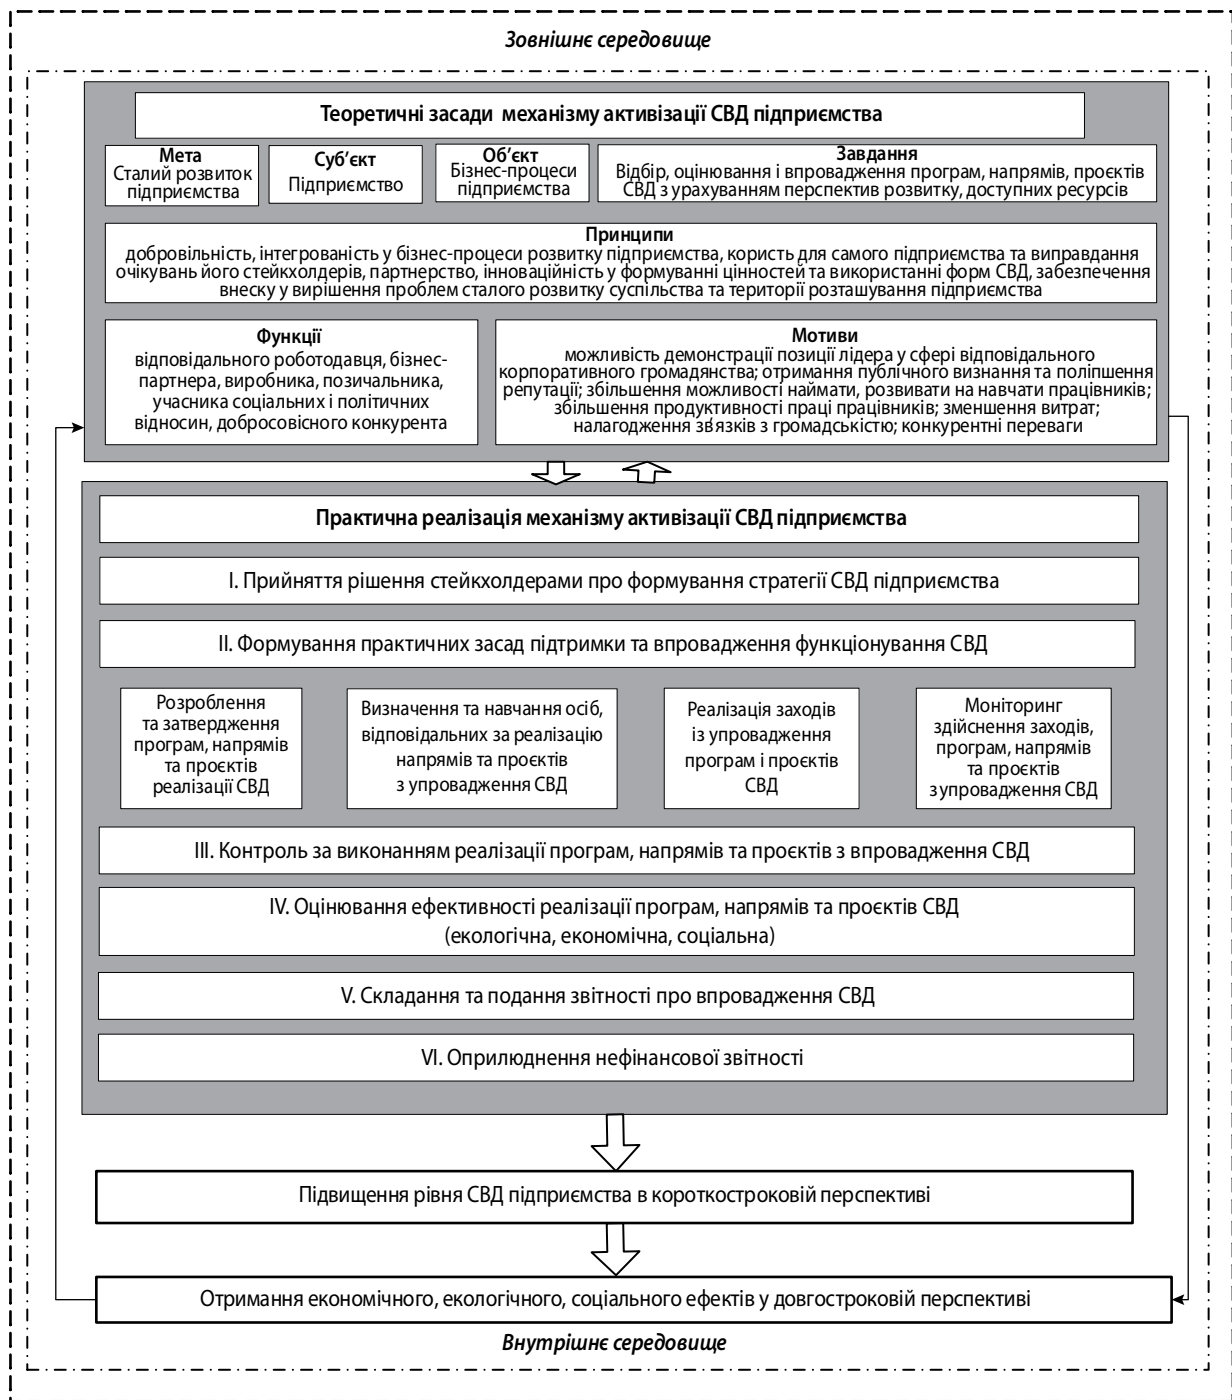 Зовнішнє середовище
Теоретичні засади механізму активізації СВД підприємства
Мета
Сталий розвиток
підприємства
Суб’єкт
Підприємство
Об’єкт
Бізнес-процеси
підприємства
Завдання
Відбір, оцінювання і впровадження програм, напрямів, проєктів
СВД з урахуванням перспектив розвитку, доступних ресурсів
Принципи
добровільність, інтегрованість у бізнес-процеси розвитку підприємства, користь для самого підприємства та виправдання
очікувань його стейкхолдерів, партнерство, інноваційність у формуванні цінностей та використанні форм СВД, забезпечення
внеску у вирішення проблем сталого розвитку суспільства та території розташування підприємства
Функції
відповідального роботодавця, бізнес-
партнера, виробника, позичальника,
учасника соціальних і політичних
відносин, добросовісного конкурента
Мотиви
можливість демонстрації позиції лідера у сфері відповідального
корпоративного громадянства; отримання публічного визнання та поліпшення
репутації; збільшення можливості наймати, розвивати на навчати працівників;
збільшення продуктивності праці працівників; зменшення витрат;
налагодження зв’язків з громадськістю; конкурентні переваги
Практична реалізація механізму активізації СВД підприємства
І. Прийняття рішення стейкхолдерами про формування стратегії СВД підприємства
ІІ. Формування практичних засад підтримки та впровадження функціонування СВД
Розроблення
та затвердження
програм, напрямів
та проєктів
реалізації СВД
Визначення та навчання осіб,
відповідальних за реалізацію
напрямів та проєктів
з упровадження СВД
Реалізація заходів
із упровадження
програм і проєктів
СВД
Моніторинг
здійснення заходів,
програм, напрямів
та проєктів
з упровадження СВД
ІІІ. Контроль за виконанням реалізації програм, напрямів та проєктів з впровадження СВД
IV. Оцінювання ефективності реалізації програм, напрямів та проєктів СВД
(екологічна, економічна, соціальна)
V. Складання та подання звітності про впровадження СВД
VI. Оприлюднення нефінансової звітності
Підвищення рівня СВД підприємства в короткостроковій перспективі
Отримання економічного, екологічного, соціального ефектів у довгостроковій перспективі
Внутрішнє середовище